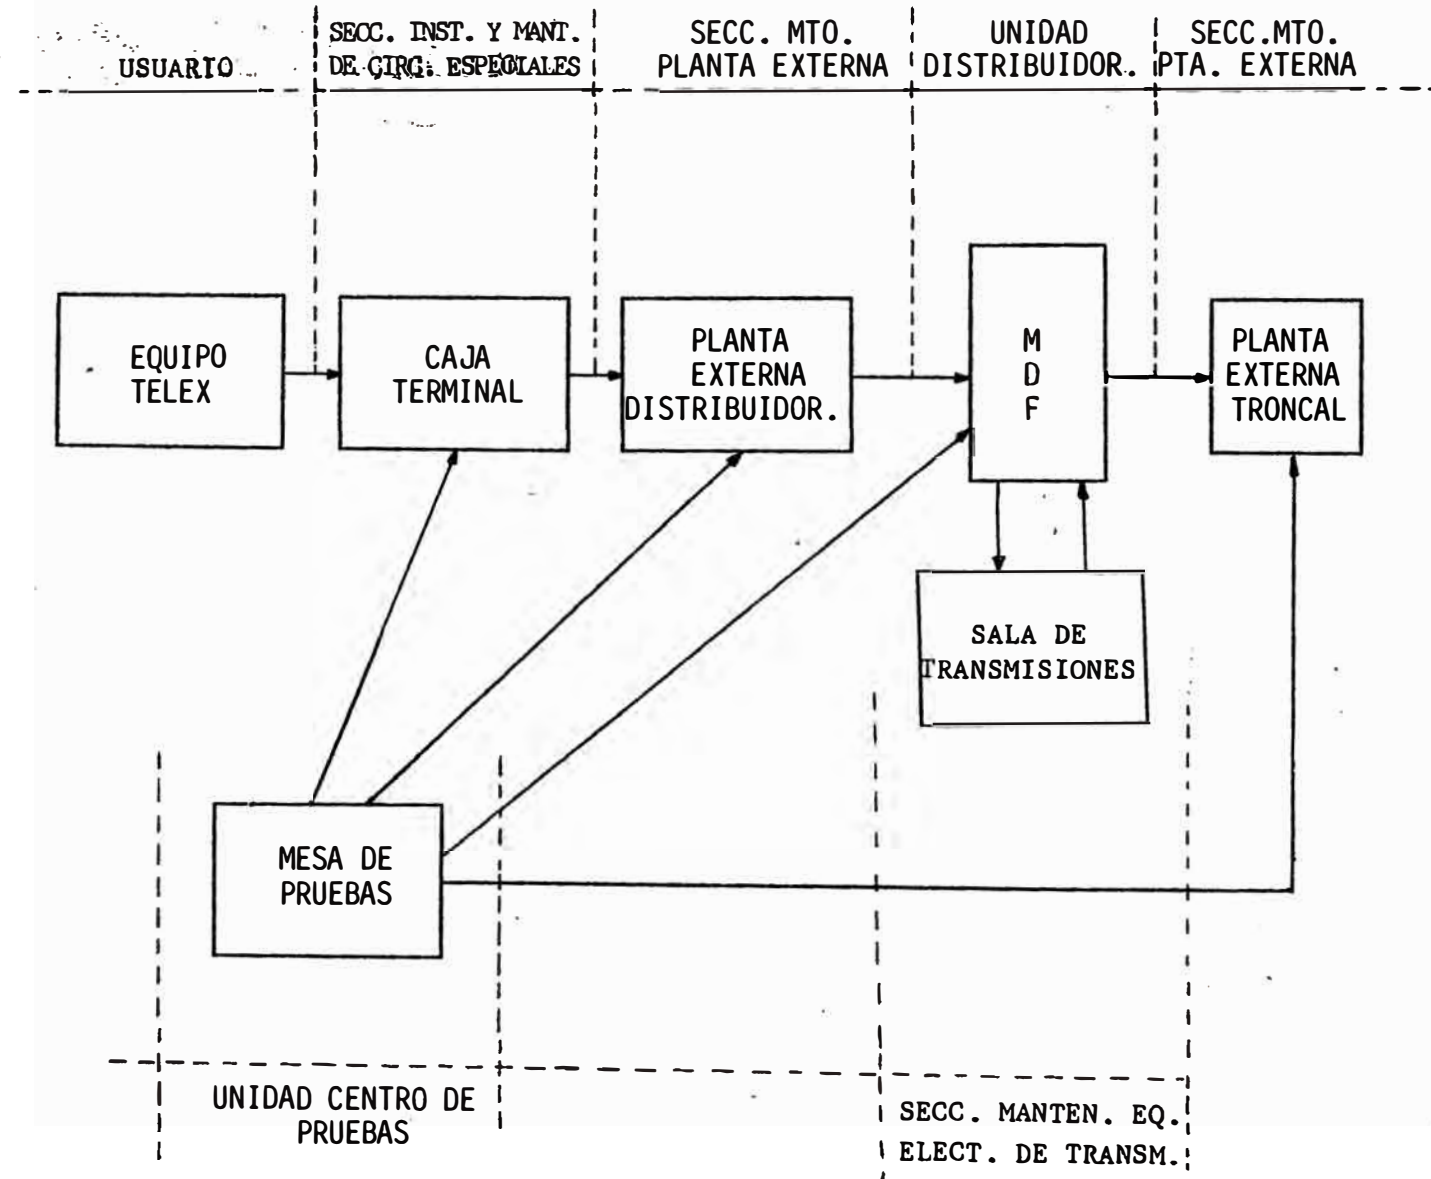 USUARIO
SECC. INST. Y MANT.
DE CIRC. ESPECIALES
SECC. MTO.
PLANTA EXTERNA
UNIDAD
DISTRIBUIDOR.
SECC.MTO.
PTA. EXTERNA
EQUIPO
TELEX
CAJA
TERMINAL
PLANTA
EXTERNA
DISTRIBUIDOR.
M
D
F
PLANTA
EXTERNA
TRONCAL
SALA DE
TRANSMISIONES
MESA DE
PRUEBAS
UNIDAD CENTRO DE
PRUEBAS
SECC. MANTEN. EQ.
ELECT. DE TRANSM.